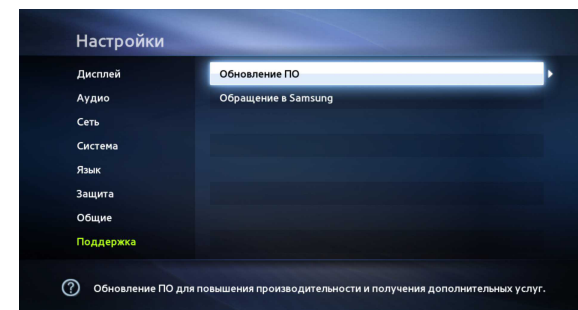 Настройки
Дисплей
Аудио
Сеть
Система
Язык
Защита
Общие
Поддержка
Обновление ПО
Обращение в Samsung
Обновление ПО для повышения производительности и получения дополнительных услуг.